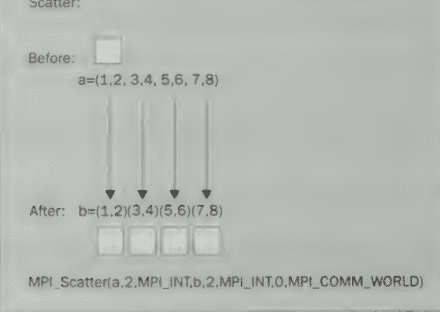 Scatter:
Before:
a=(1,2, 3,4, 5,6, 7,8)
After: b=(1,2)(3,4)(5,6)(7,8)
MPI_Scatter(a,2,MPI_INT,b,2,MPI_INT,0,MPI_COMM_WORLD)